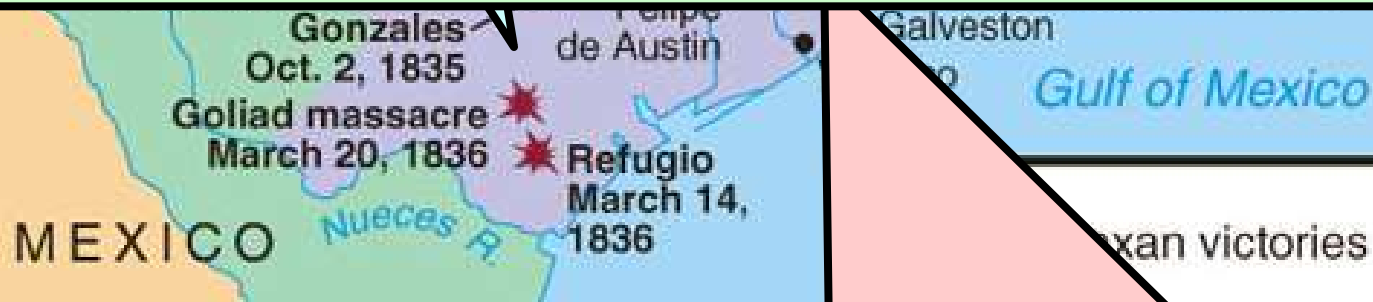 Gonzales
Oct. 2, 1835
Felipe
de Austin
Goliad massacre
March 20, 1836
Refugio
March 14,
1836
MEXICO
Nueces R.
Galveston
Gulf of Mexico
victories